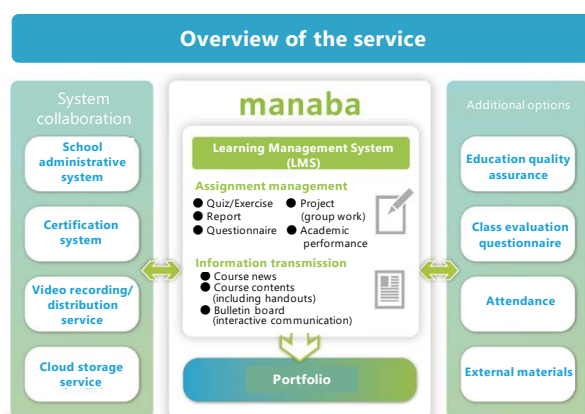 Overview of the service
System
collaboration
School
administrative
system
Certification
system
Video recording/
distribution
service
Cloud storage
service
manaba
Learning Management System
(LMS)
Assignment management
● Quiz/Exercise
● Report
● Questionnaire
● Project
(group work)
● Academic
performance
Information transmission
● Course news
● Course contents
(including handouts)
● Bulletin board
(interactive communication)
Portfolio
Additional options
Education quality
assurance
Class evaluation
questionnaire
Attendance
External materials